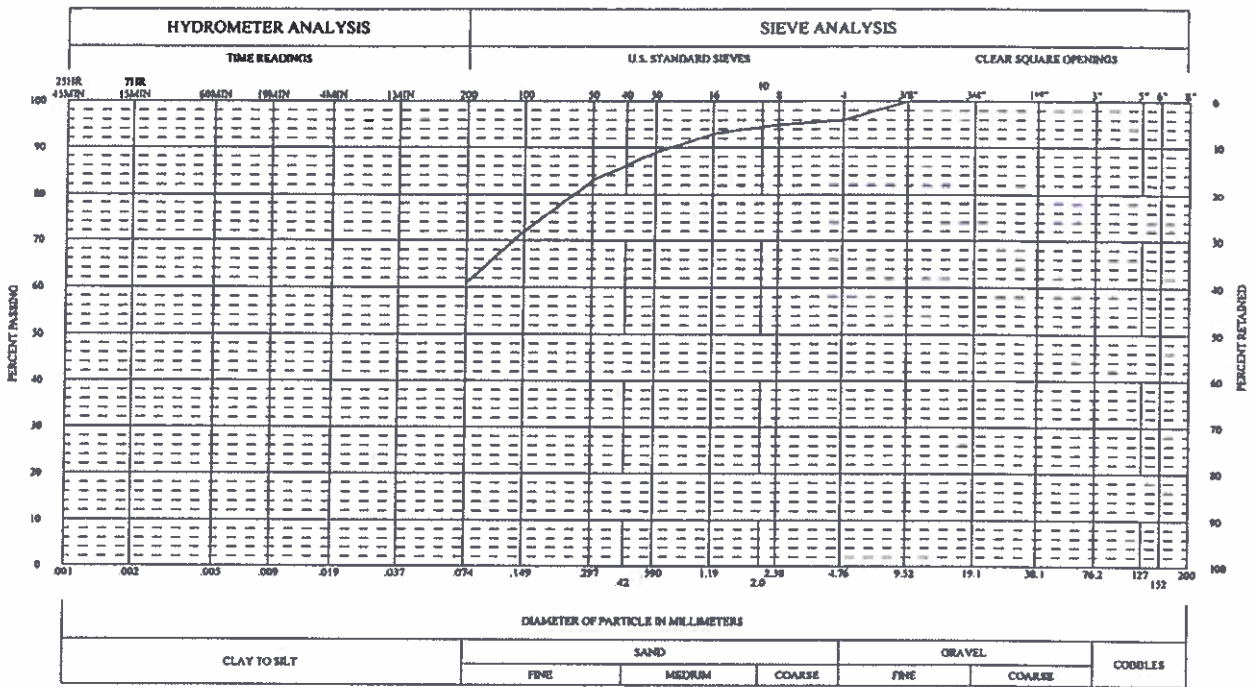 HYDROMETER ANALYSIS SIEVE ANALYSIS
TIME READINGS U.S. STANDARD SIEVES CLEAR SQUARE OPENINGS
25HR 7HR 10
45MIN 15MIN 60MIN 19MIN 4MIN 1MIN 200 100 50 40 30 16 8 4 3/8" 3/4" 3" 5" 6" 8"
100 0
90 10
80 20
70 30
60 40
50 50
40 60
30 70
20 80
10 90
0 100
PERCENT PASSING
PERCENT RETAINED
.001 .002 .005 .009 .019 .037 .074 .149 .297 .590 1.19 2.38 4.76 9.52 19.1 38.1 76.2 127 200
.42 2.0 152
DIAMETER OF PARTICLE IN MILLIMETERS
CLAY TO SILT SAND GRAVEL COBBLES
FINE MEDIUM COARSE FINE COARSE